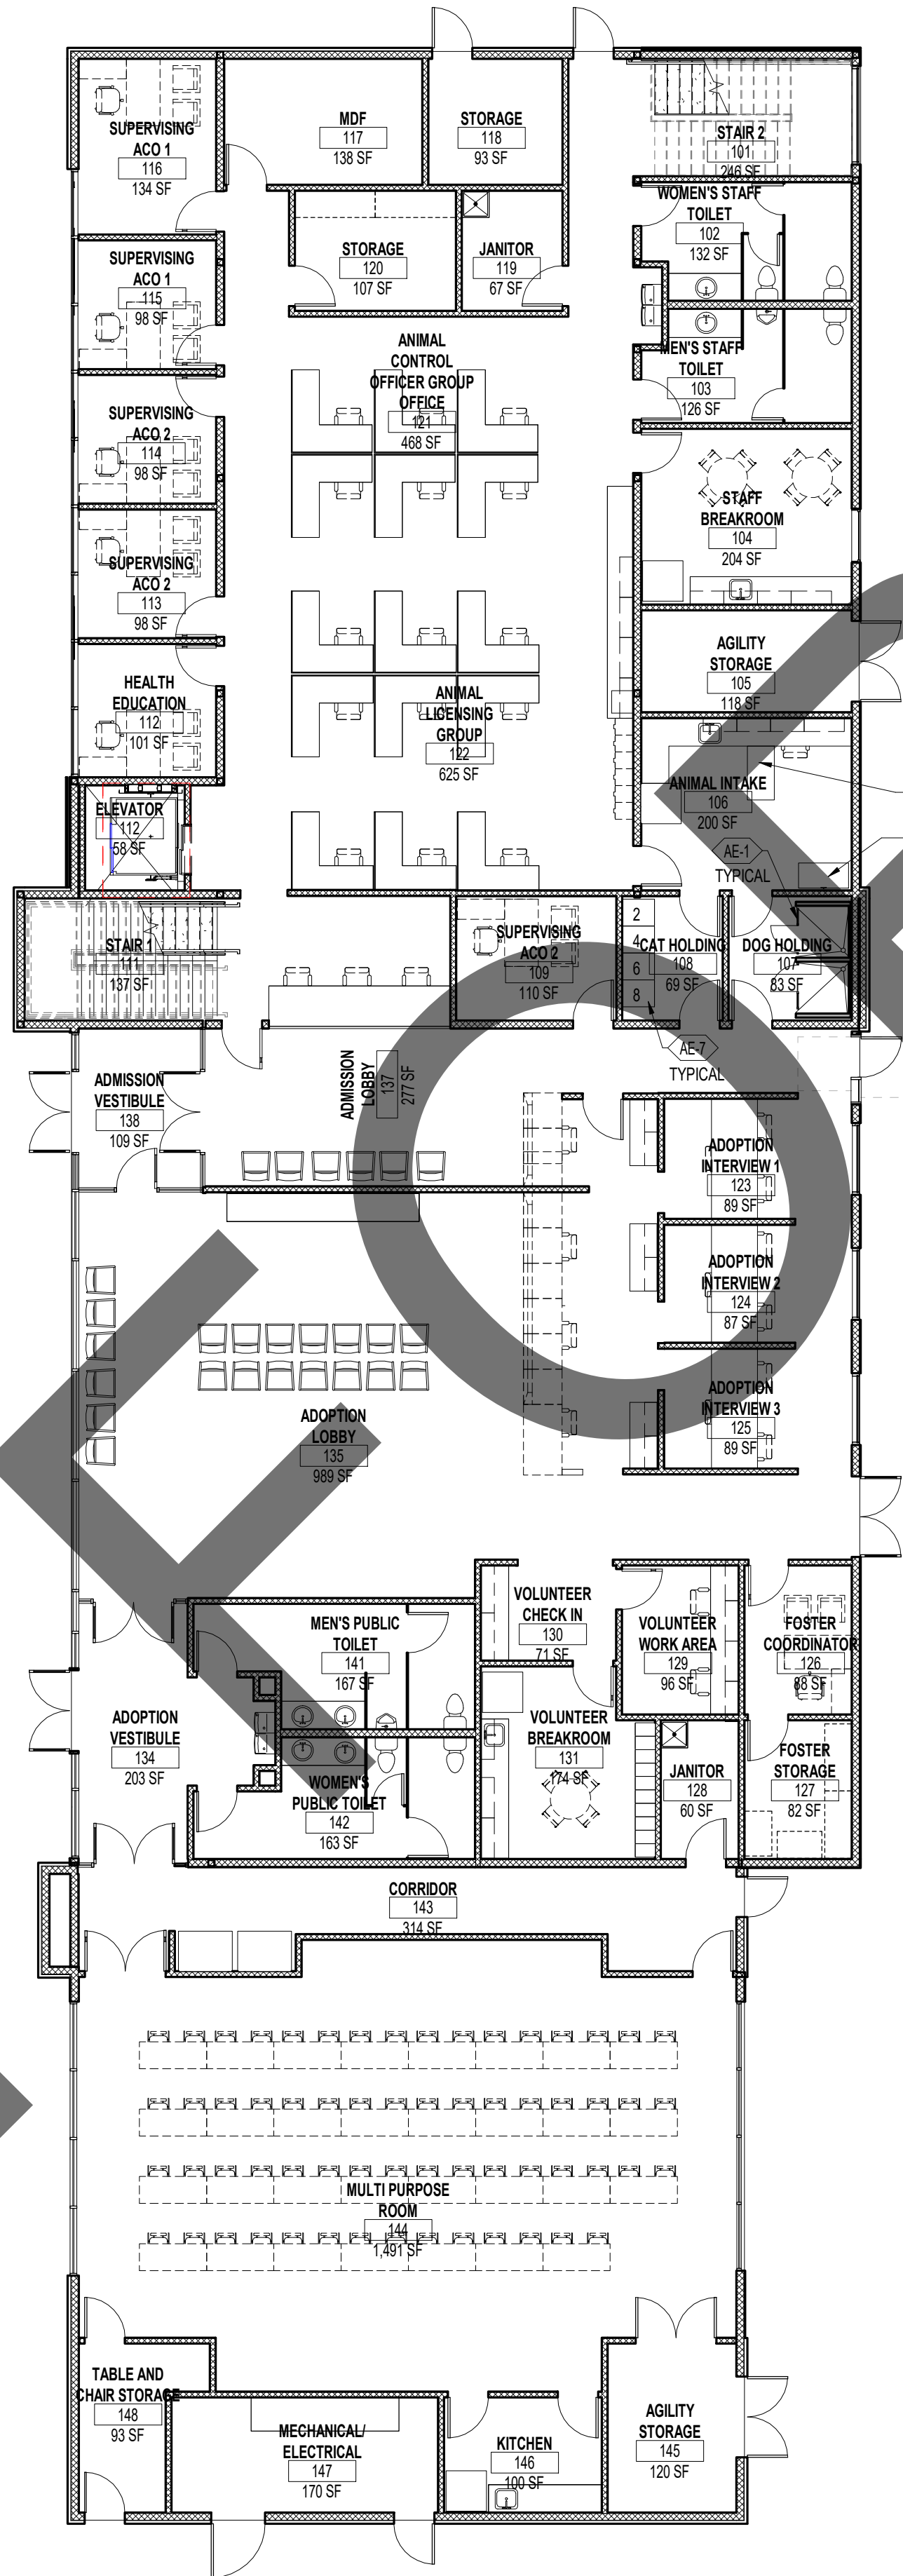 SUPERVISING
ACO 1
116
134 SF
MDF
117
138 SF
STORAGE
118
93 SF
STAIR 2
101
246 SF
WOMEN'S STAFF
TOILET
102
132 SF
STORAGE
120
107 SF
JANITOR
119
67 SF
SUPERVISING
ACO 1
115
98 SF
MEN'S STAFF
TOILET
103
126 SF
ANIMAL
CONTROL
OFFICER GROUP
OFFICE
121
468 SF
SUPERVISING
ACO 2
114
98 SF
STAFF
BREAKROOM
104
204 SF
SUPERVISING
ACO 2
113
98 SF
AGILITY
STORAGE
105
118 SF
HEALTH
EDUCATION
112
101 SF
ANIMAL
LICENSING
GROUP
122
625 SF
ANIMAL INTAKE
106
200 SF
ELEVATOR
112
58 SF
AE-1
TYPICAL
STAIR 1
111
137 SF
SUPERVISING
ACO 2
109
110 SF
2
4
6
8
CAT HOLDING
108
69 SF
DOG HOLDING
107
83 SF
AE-7
TYPICAL
ADMISSION
VESTIBULE
138
109 SF
ADMISSION
LOBBY
137
277 SF
ADOPTION
INTERVIEW 1
123
89 SF
ADOPTION
INTERVIEW 2
124
87 SF
ADOPTION
INTERVIEW 3
125
89 SF
ADOPTION
LOBBY
135
989 SF
MEN'S PUBLIC
TOILET
141
167 SF
VOLUNTEER
CHECK IN
130
71 SF
VOLUNTEER
WORK AREA
129
96 SF
FOSTER
COORDINATOR
126
88 SF
ADOPTION
VESTIBULE
134
203 SF
VOLUNTEER
BREAKROOM
131
174 SF
JANITOR
128
60 SF
FOSTER
STORAGE
127
82 SF
WOMEN'S
PUBLIC TOILET
142
163 SF
CORRIDOR
143
314 SF
MULTI PURPOSE
ROOM
144
1,491 SF
TABLE AND
CHAIR STORAGE
148
93 SF
MECHANICAL/
ELECTRICAL
147
170 SF
KITCHEN
146
100 SF
AGILITY
STORAGE
145
120 SF